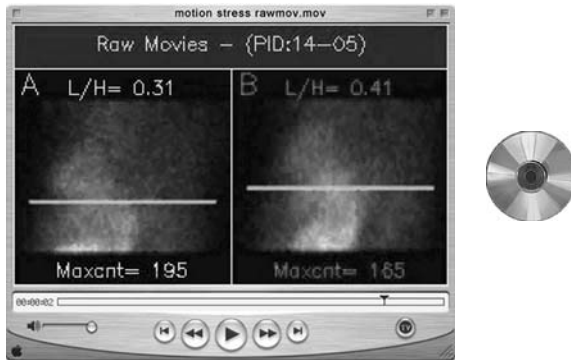 motion stress rawmov.mov
Raw Movies – (PID:14–05)
A L/H= 0.31
B L/H= 0.41
Maxcnt= 195
Maxcnt= 165
00:00:02